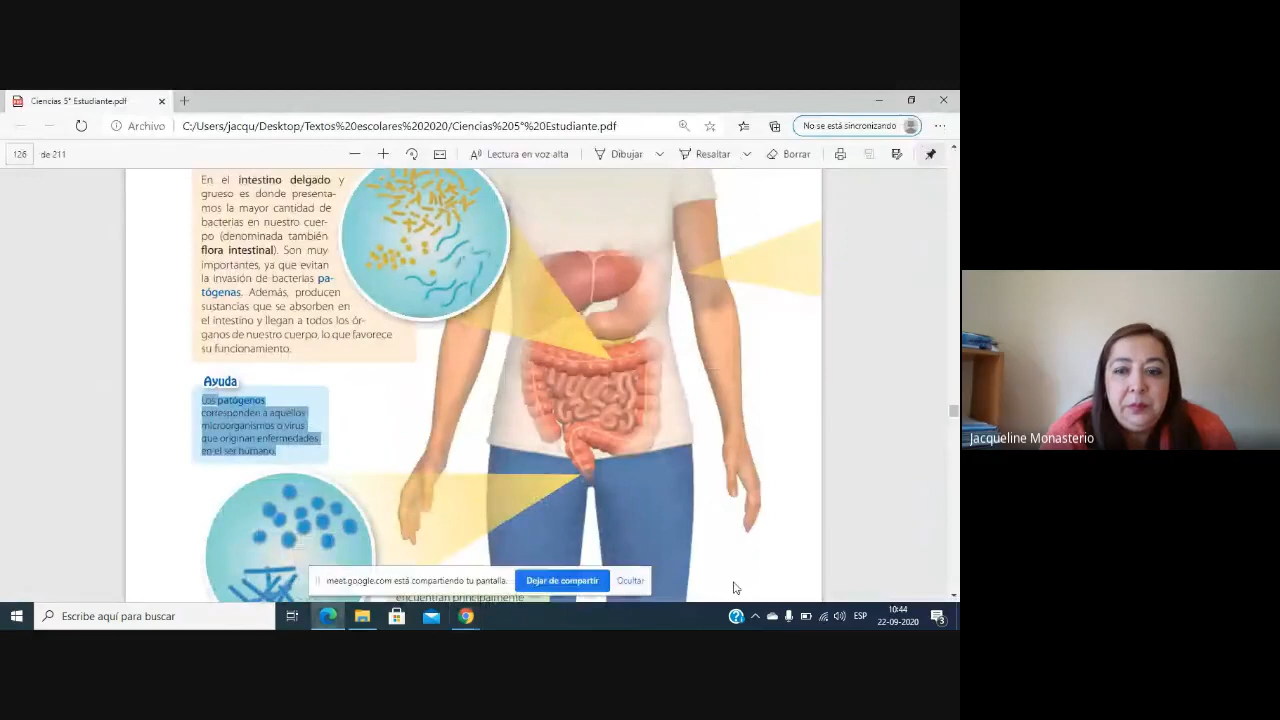 Ciencias 5° Estudiante.pdf
Archivo
C:/Users/jacqu/Desktop/Textos%20escolares%202020/Ciencias%205°%20Estudiante.pdf
No se está sincronizando
126
de 211
Lectura en voz alta
Dibujar
Resaltar
Borrar
En el intestino delgado y
grueso es donde presenta-
mos la mayor cantidad de
bacterias en nuestro cuer-
po (denominada también
flora intestinal). Son muy
importantes, ya que evitan
la invasión de bacterias pa-
tógenas. Además, producen
sustancias que se absorben en
el intestino y llegan a todos los ór-
ganos de nuestro cuerpo, lo que favorece
su funcionamiento.
Ayuda
Los patógenos
corresponden a aquellos
microorganismos o virus
que originan enfermedades
en el ser humano.
Jacqueline Monasterio
meet.google.com está compartiendo tu pantalla.
Dejar de compartir
Ocultar
encuentran principalmente
Escribe aquí para buscar
ESP
10:44
22-09-2020
3